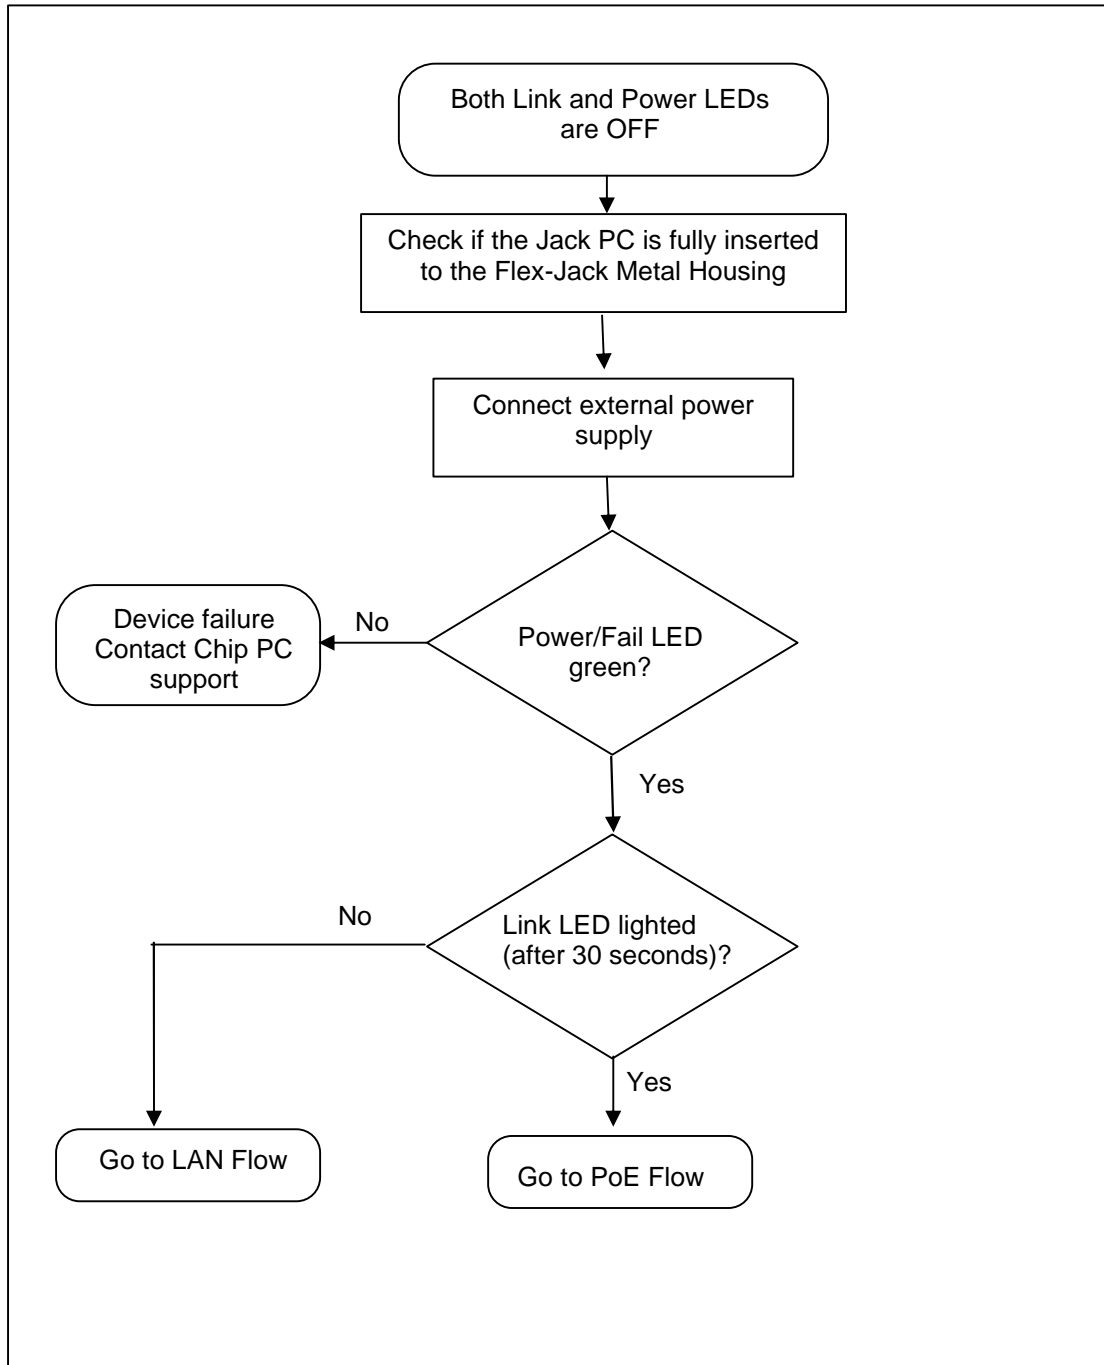 Both Link and Power LEDs
are OFF
Check if the Jack PC is fully inserted
to the Flex-Jack Metal Housing
Connect external power
supply
Power/Fail LED
green?
No
Device failure
Contact Chip PC
support
Yes
Link LED lighted
(after 30 seconds)?
No
Yes
Go to LAN Flow
Go to PoE Flow